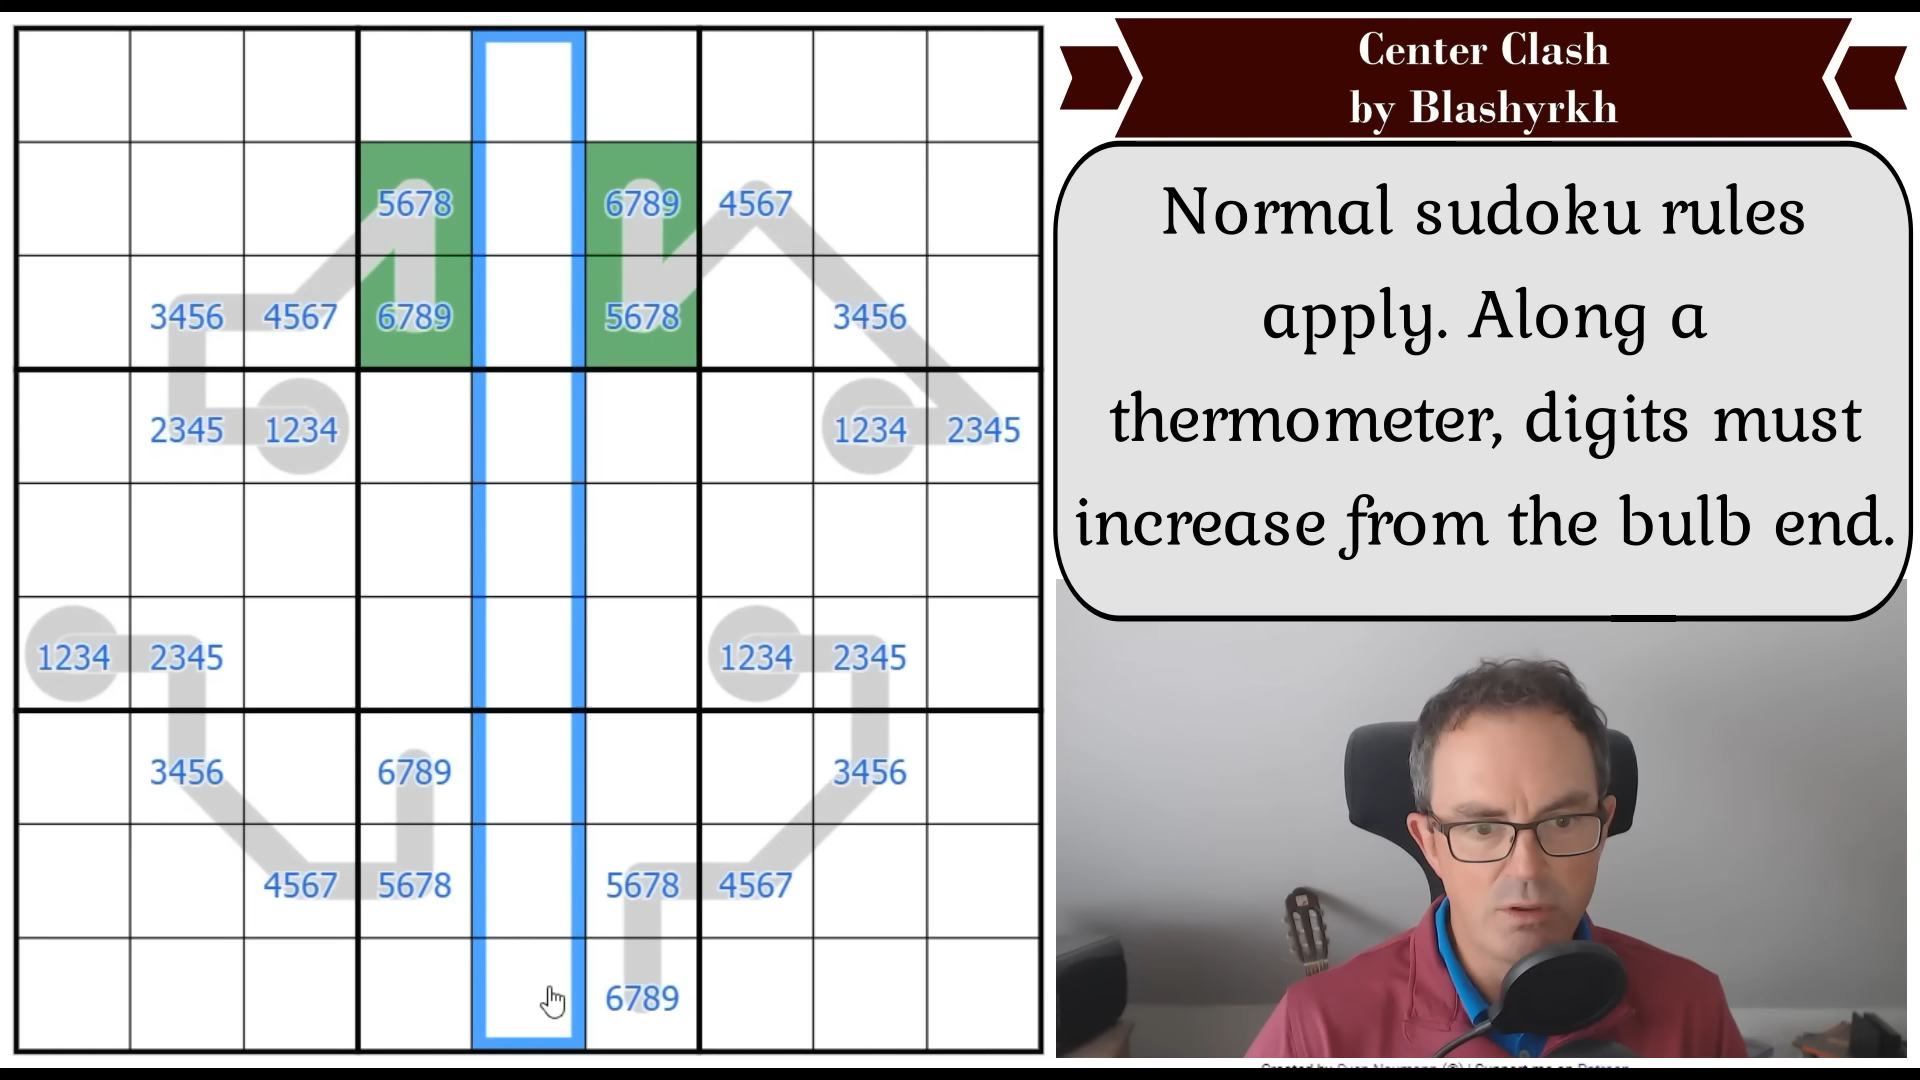 Center Clash
by Blashyrkh
Normal sudoku rules
apply. Along a
thermometer, digits must
increase from the bulb end.
5678 6789 4567
3456 4567 6789 5678 3456
2345 1234 1234 2345
1234 2345 1234 2345
3456 6789 3456
4567 5678 5678 4567
6789